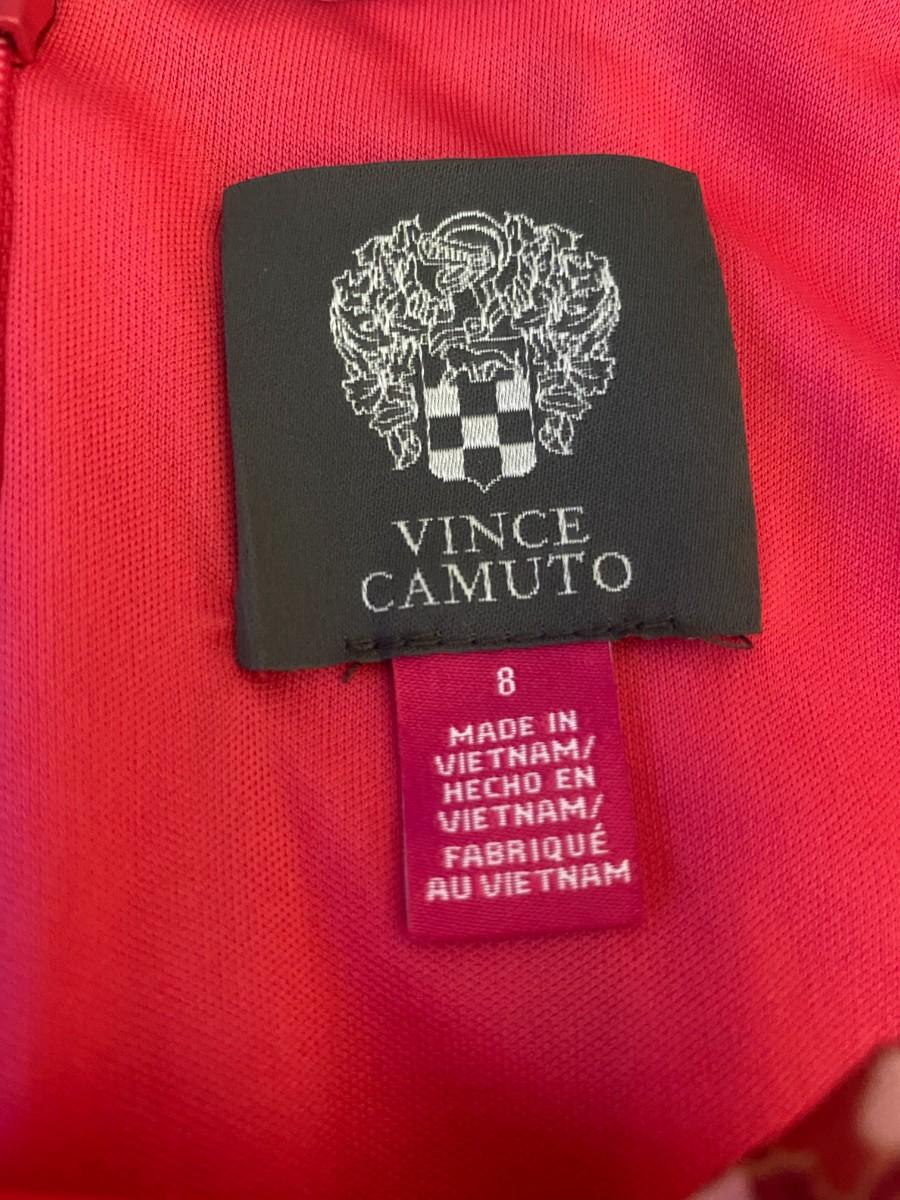 VINCE
CAMUTO
8
MADE IN
VIETNAM/
HECHO EN
VIETNAM/
FABRIQUÉ
AU VIETNAM